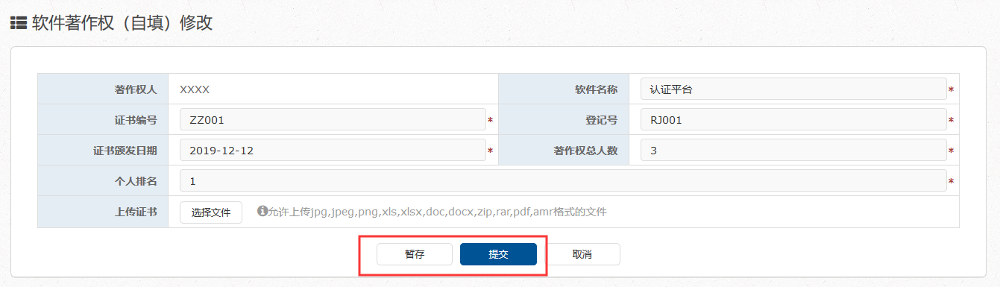 软件著作权（自填）修改
著作权人 XXXX 软件名称 认证平台 *
证书编号 ZZ001 * 登记号 RJ001 *
证书颁发日期 2019-12-12 * 著作权总人数 3 *
个人排名 1 *
上传证书 选择文件 允许上传jpg,jpeg,png,xls,xlsx,doc,docx,zip,rar,pdf,amr格式的文件
暂存 提交 取消